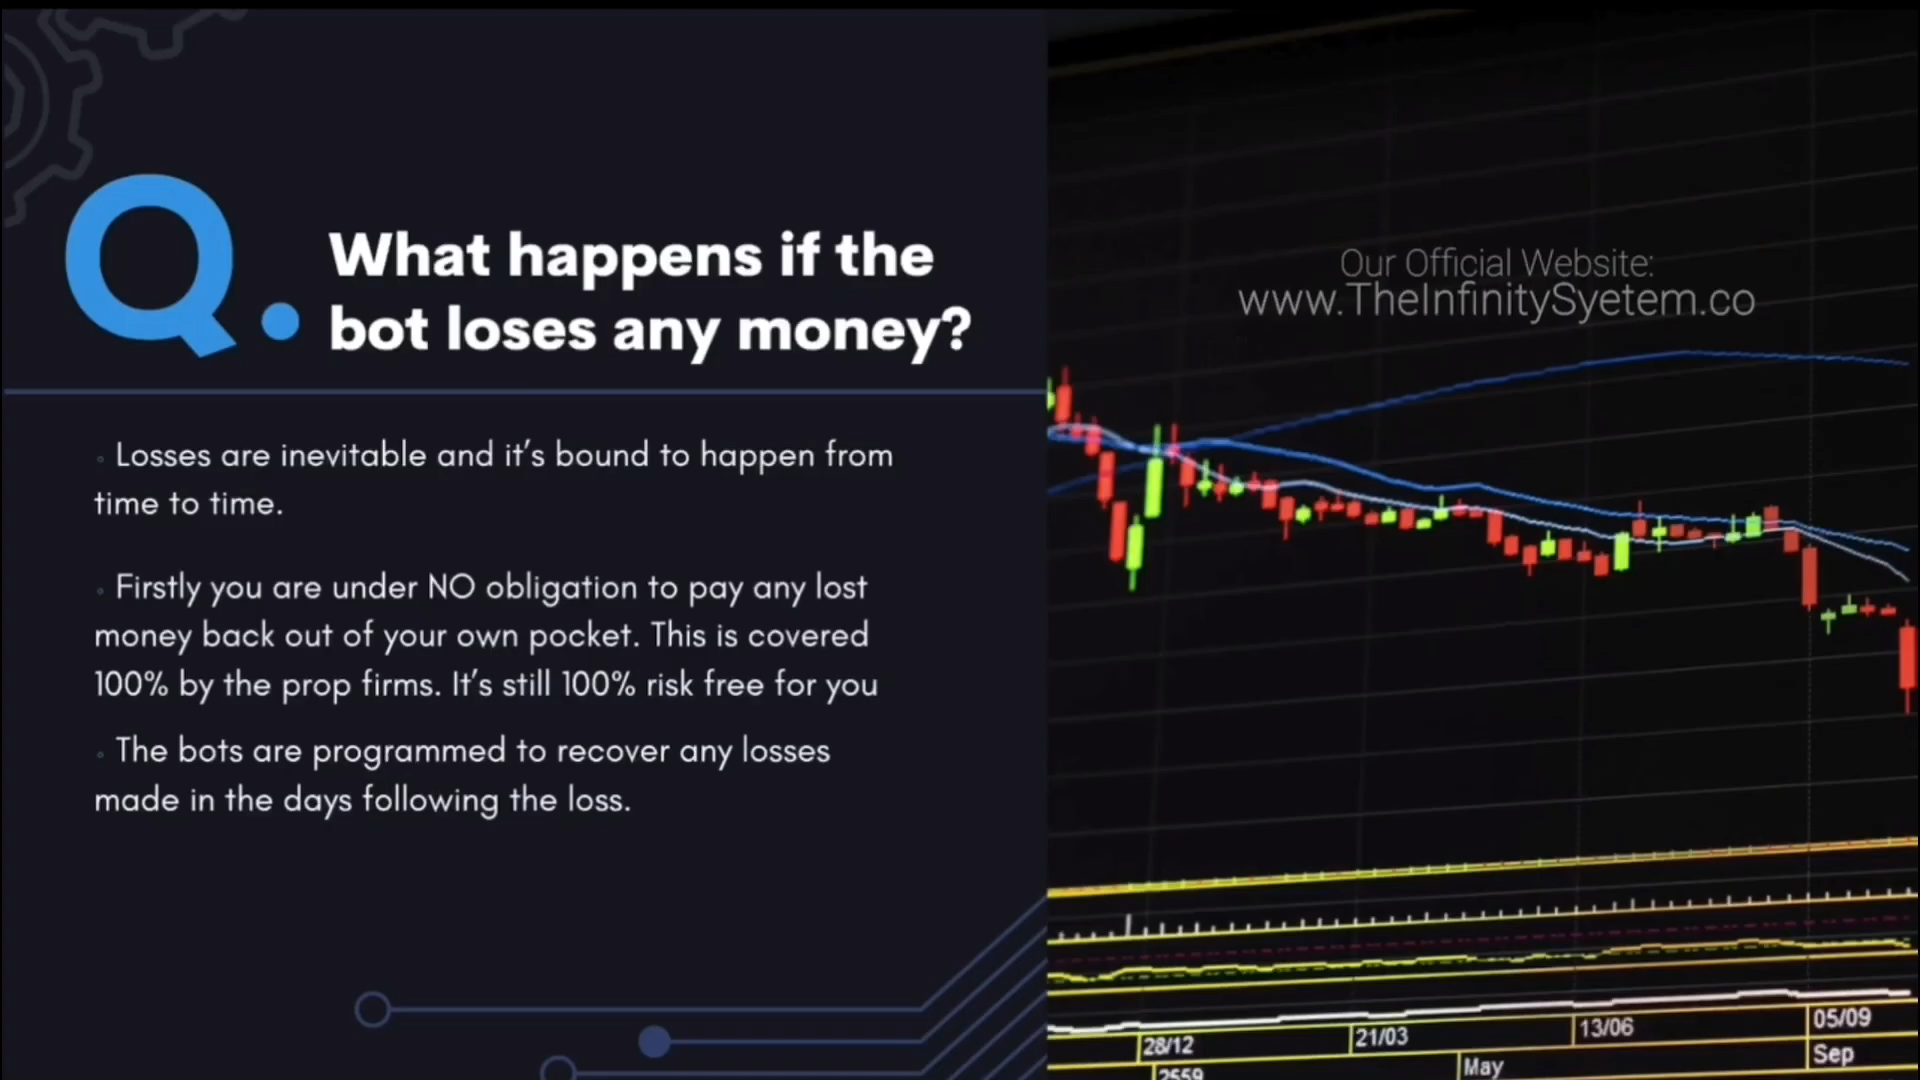 Q.
What happens if the
bot loses any money?
◦ Losses are inevitable and it's bound to happen from
time to time.
◦ Firstly you are under NO obligation to pay any lost
money back out of your own pocket. This is covered
100% by the prop firms. It's still 100% risk free for you
◦ The bots are programmed to recover any losses
made in the days following the loss.
Our Official Website:
www.TheInfinitySyetem.co
28/12
21/03
13/06
05/09
2559
May
Sep